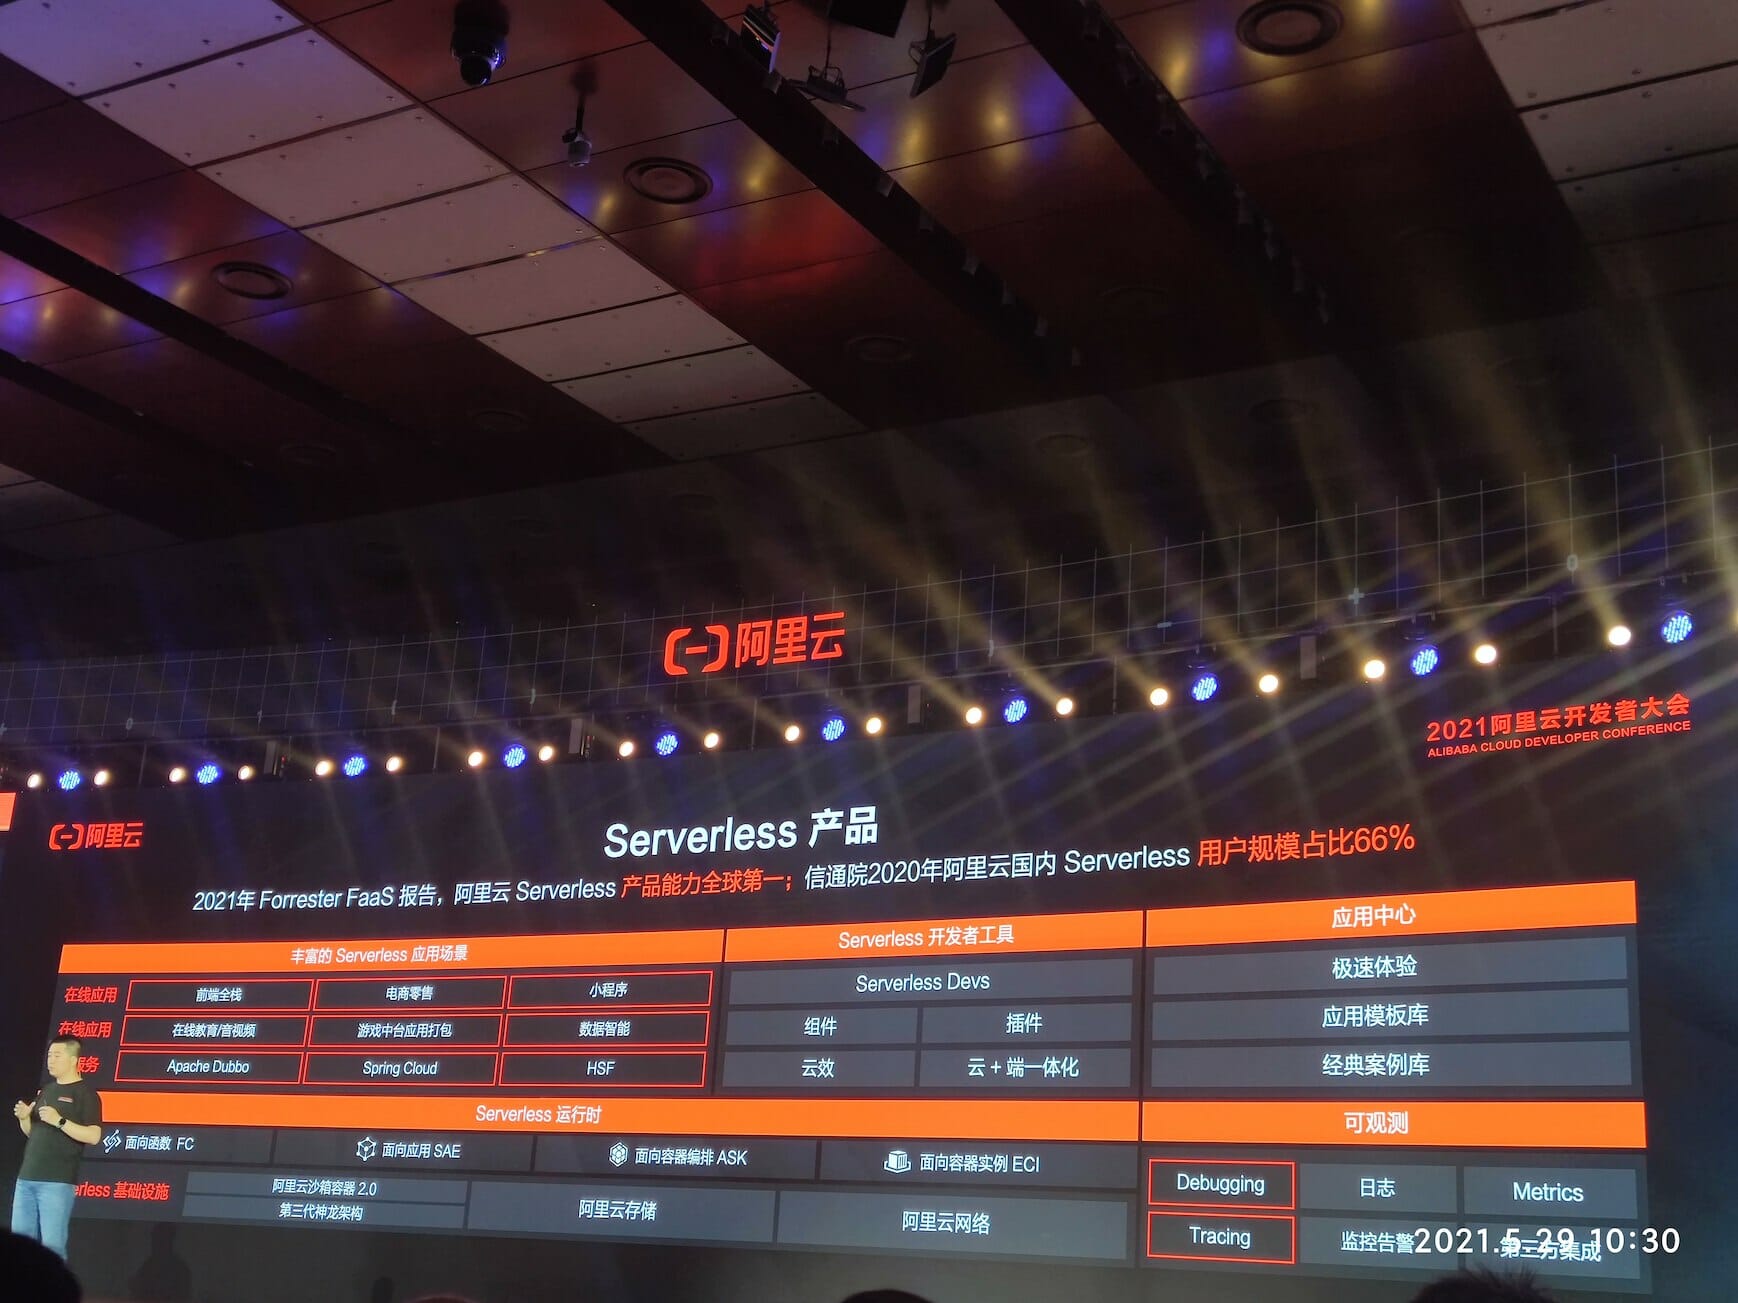 阿里云
2021阿里云开发者大会
ALIBABA CLOUD DEVELOPER CONFERENCE
阿里云
Serverless 产品
2021年 Forrester FaaS 报告，阿里云 Serverless 产品能力全球第一；信通院2020年阿里云国内 Serverless 用户规模占比66%
丰富的 Serverless 应用场景
在线应用 前端全栈 电商零售 小程序
在线应用 在线教育/音视频 游戏中台应用打包 数据智能
服务 Apache Dubbo Spring Cloud HSF
Serverless 开发者工具
Serverless Devs
组件 插件
云效 云 + 端一体化
应用中心
极速体验
应用模板库
经典案例库
Serverless 运行时
面向函数 FC 面向应用 SAE 面向容器编排 ASK 面向容器实例 ECI
erless 基础设施 阿里云沙箱容器 2.0
第三代神龙架构
阿里云存储 阿里云网络
可观测
Debugging 日志 Metrics
Tracing 监控告警 第三方集成
2021.5.29 10:30